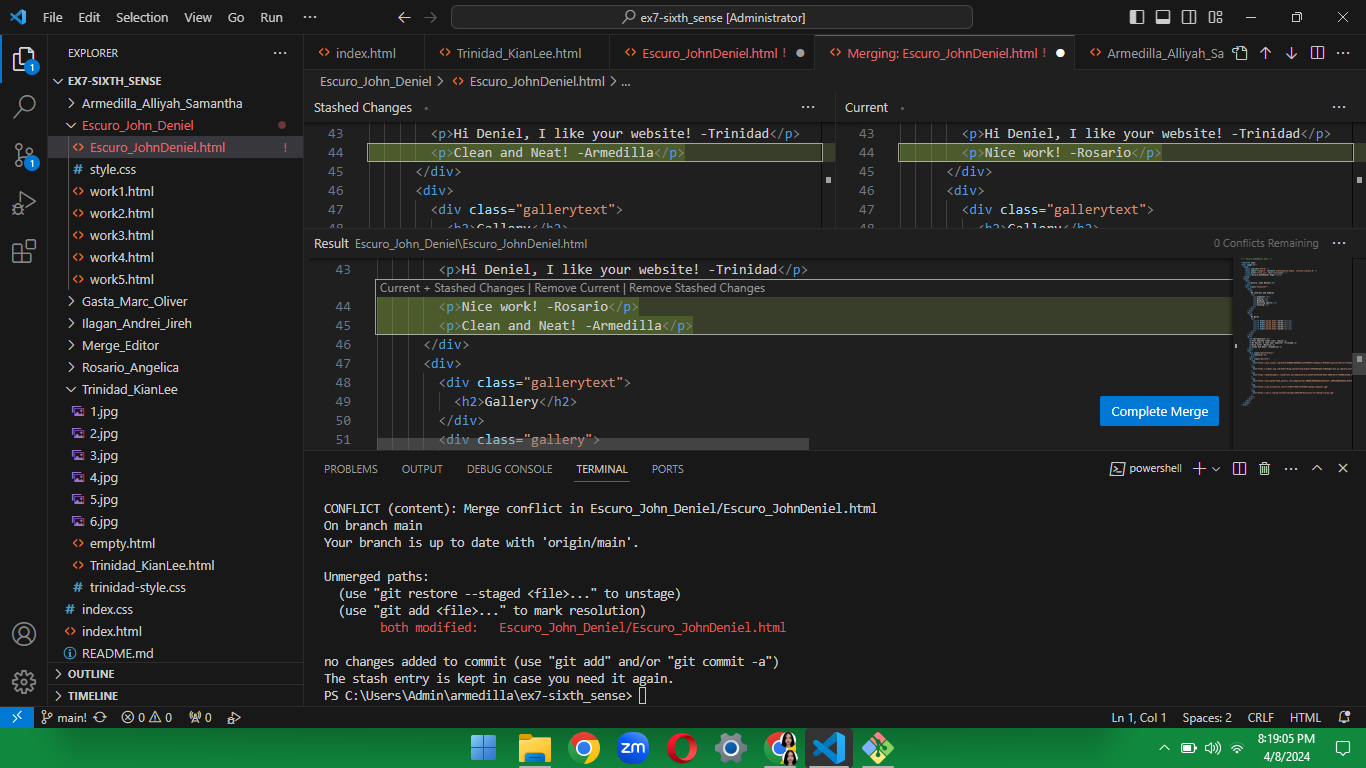 File Edit Selection View Go Run ···
ex7-sixth_sense [Administrator]
EXPLORER
EX7-SIXTH_SENSE
Armedilla_Alliyah_Samantha
Escuro_John_Deniel
Escuro_JohnDeniel.html !
# style.css
work1.html
work2.html
work3.html
work4.html
work5.html
Gasta_Marc_Oliver
Ilagan_Andrei_Jireh
Merge_Editor
Rosario_Angelica
Trinidad_KianLee
1.jpg
2.jpg
3.jpg
4.jpg
5.jpg
6.jpg
empty.html
Trinidad_KianLee.html
# trinidad-style.css
# index.css
index.html
README.md
OUTLINE
TIMELINE
index.html Trinidad_KianLee.html Escuro_JohnDeniel.html ! Merging: Escuro_JohnDeniel.html ! Armedilla_Alliyah_Sa
Escuro_John_Deniel > Escuro_JohnDeniel.html > ...
Stashed Changes
43 <p>Hi Deniel, I like your website! -Trinidad</p>
44 <p>Clean and Neat! -Armedilla</p>
45 </div>
46 <div>
47 <div class="gallerytext">
<h2>Gallery</h2>
Current
43 <p>Hi Deniel, I like your website! -Trinidad</p>
44 <p>Nice work! -Rosario</p>
45 </div>
46 <div>
47 <div class="gallerytext">
<h2>Gallery</h2>
Result Escuro_John_Deniel\Escuro_JohnDeniel.html
0 Conflicts Remaining
43 <p>Hi Deniel, I like your website! -Trinidad</p>
Current + Stashed Changes | Remove Current | Remove Stashed Changes
44 <p>Nice work! -Rosario</p>
45 <p>Clean and Neat! -Armedilla</p>
46 </div>
47 <div>
48 <div class="gallerytext">
49 <h2>Gallery</h2>
50 </div>
51 <div class="gallery">
Complete Merge
PROBLEMS OUTPUT DEBUG CONSOLE TERMINAL PORTS
powershell
CONFLICT (content): Merge conflict in Escuro_John_Deniel/Escuro_JohnDeniel.html
On branch main
Your branch is up to date with 'origin/main'.
Unmerged paths:
(use "git restore --staged <file>..." to unstage)
(use "git add <file>..." to mark resolution)
both modified: Escuro_John_Deniel/Escuro_JohnDeniel.html
no changes added to commit (use "git add" and/or "git commit -a")
The stash entry is kept in case you need it again.
PS C:\Users\Admin\armedilla\ex7-sixth_sense>
main! 0 0 0
Ln 1, Col 1 Spaces: 2 CRLF HTML
zm
8:19:05 PM
4/8/2024
1
1